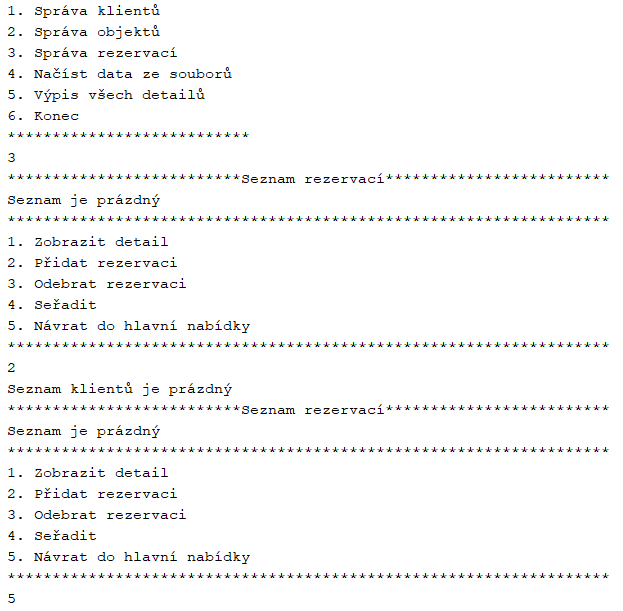 1. Správa klientů
2. Správa objektů
3. Správa rezervací
4. Načíst data ze souborů
5. Výpis všech detailů
6. Konec
***************************
3
**************************Seznam rezervací*************************
Seznam je prázdný
*******************************************************************
1. Zobrazit detail
2. Přidat rezervaci
3. Odebrat rezervaci
4. Seřadit
5. Návrat do hlavní nabídky
*******************************************************************
2
Seznam klientů je prázdný
**************************Seznam rezervací*************************
Seznam je prázdný
*******************************************************************
1. Zobrazit detail
2. Přidat rezervaci
3. Odebrat rezervaci
4. Seřadit
5. Návrat do hlavní nabídky
*******************************************************************
5